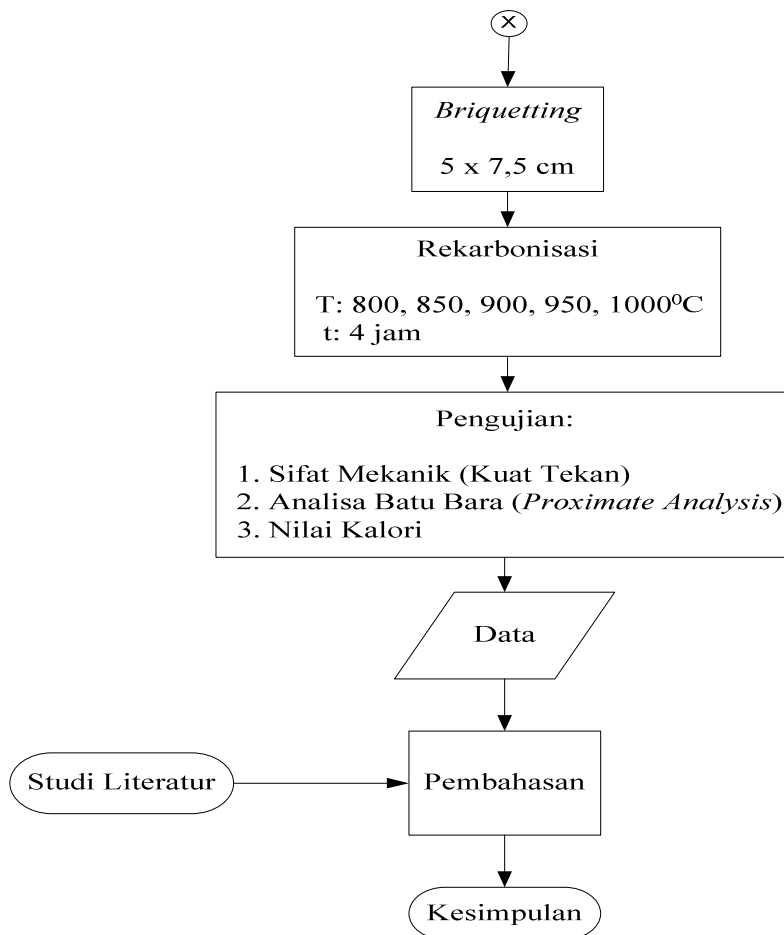 X
Briquetting
5 x 7,5 cm
Rekarbonisasi
T: 800, 850, 900, 950, 1000⁰C
t: 4 jam
Pengujian:
1. Sifat Mekanik (Kuat Tekan)
2. Analisa Batu Bara (Proximate Analysis)
3. Nilai Kalori
Data
Studi Literatur
Pembahasan
Kesimpulan